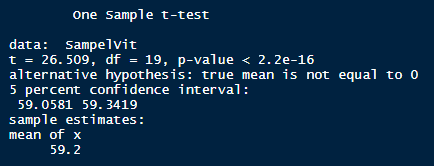 One Sample t-test
data: Sampelvit
t = 26.509, df = 19, p-value < 2.2e-16
alternative hypothesis: true mean is not equal to 0
5 percent confidence interval:
59.0581 59.3419
sample estimates:
mean of x
59.2